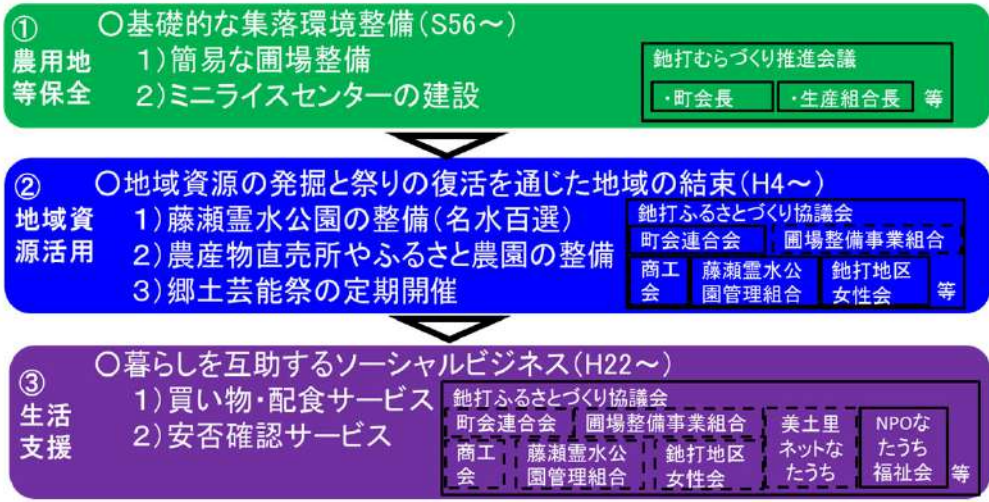 ① 〇基礎的な集落環境整備(S56～)
農用地
等保全
1)簡易な圃場整備
2)ミニライスセンターの建設
鉇打むらづくり推進会議
・町会長 ・生産組合長 等
② 〇地域資源の発掘と祭りの復活を通じた地域の結束(H4～)
地域資
源活用
1)藤瀬霊水公園の整備(名水百選)
2)農産物直売所やふるさと農園の整備
3)郷土芸能祭の定期開催
鉇打ふるさとづくり協議会
町会連合会 圃場整備事業組合
商工
会
藤瀬霊水公
園管理組合
鉇打地区
女性会
等
③ 〇暮らしを互助するソーシャルビジネス(H22～)
生活
支援
1)買い物・配食サービス
2)安否確認サービス
鉇打ふるさとづくり協議会
町会連合会 圃場整備事業組合
商工
会
藤瀬霊水公
園管理組合
鉇打地区
女性会
美土里
ネットな
たうち
NPOな
たうち
福祉会
等